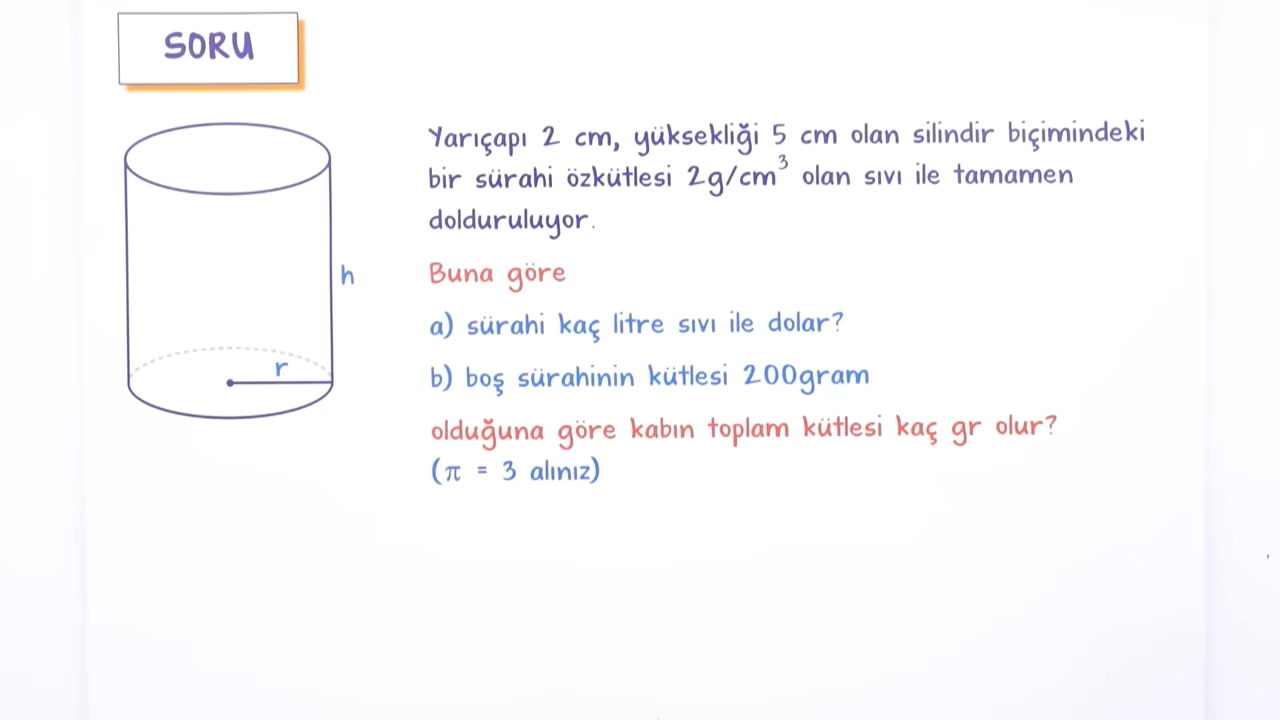 SORU
Yarıçapı 2 cm, yüksekliği 5 cm olan silindir biçimindeki
bir sürahi özkütlesi 2g/cm³ olan sıvı ile tamamen
dolduruluyor.
h
Buna göre
a) sürahi kaç litre sıvı ile dolar?
r
b) boş sürahinin kütlesi 200gram
olduğuna göre kabın toplam kütlesi kaç gr olur?
(π = 3 alınız)